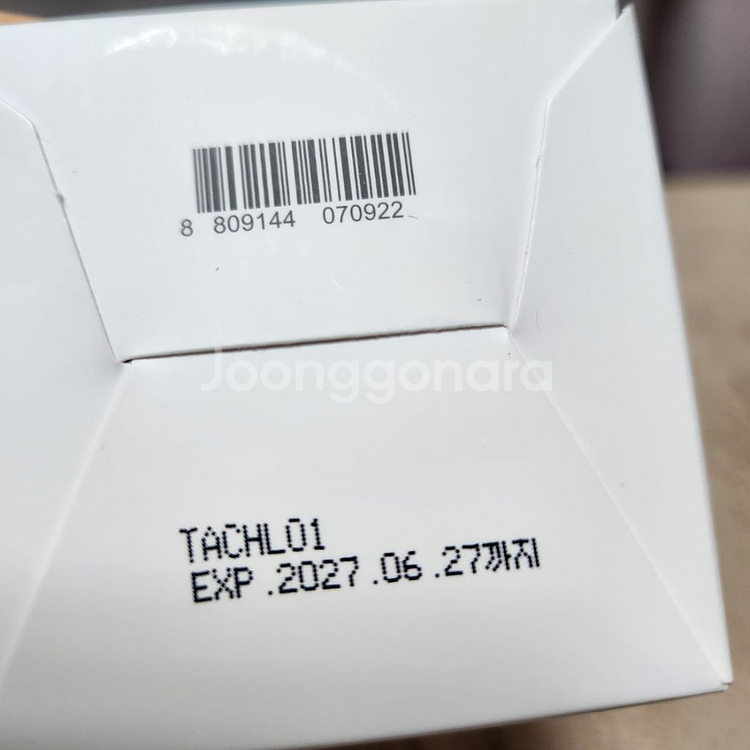 8 809144 070922
Joonggonara
TACHL01
EXP .2027 .06 .27까지